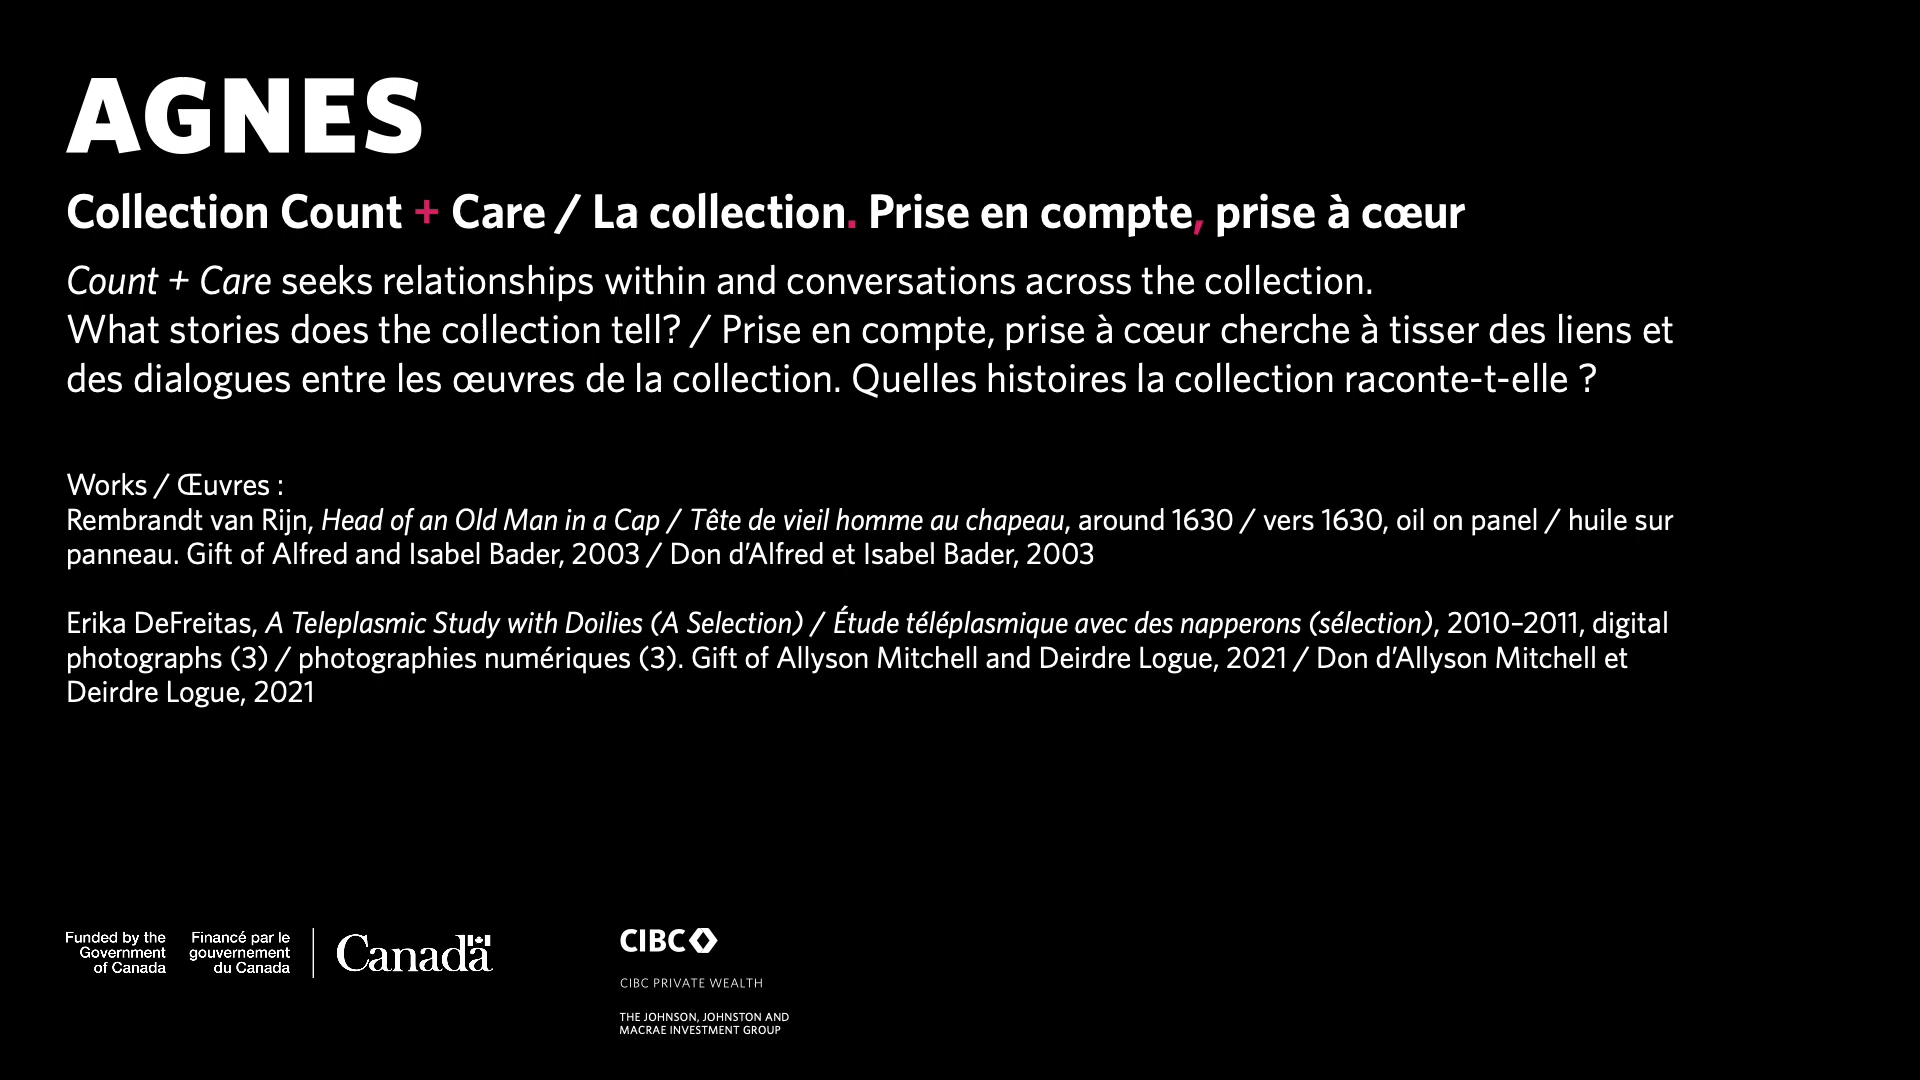 AGNES
Collection Count + Care / La collection. Prise en compte, prise à cœur
Count + Care seeks relationships within and conversations across the collection.
What stories does the collection tell? / Prise en compte, prise à cœur cherche à tisser des liens et
des dialogues entre les œuvres de la collection. Quelles histoires la collection raconte-t-elle ?
Works / Œuvres :
Rembrandt van Rijn, Head of an Old Man in a Cap / Tête de vieil homme au chapeau, around 1630 / vers 1630, oil on panel / huile sur
panneau. Gift of Alfred and Isabel Bader, 2003 / Don d’Alfred et Isabel Bader, 2003
Erika DeFreitas, A Teleplasmic Study with Doilies (A Selection) / Étude téléplasmique avec des napperons (sélection), 2010–2011, digital
photographs (3) / photographies numériques (3). Gift of Allyson Mitchell and Deirdre Logue, 2021 / Don d’Allyson Mitchell et
Deirdre Logue, 2021
Funded by the
Government
of Canada
Financé par le
gouvernement
du Canada
Canada
CIBC
CIBC PRIVATE WEALTH
THE JOHNSON, JOHNSTON AND
MACRAE INVESTMENT GROUP